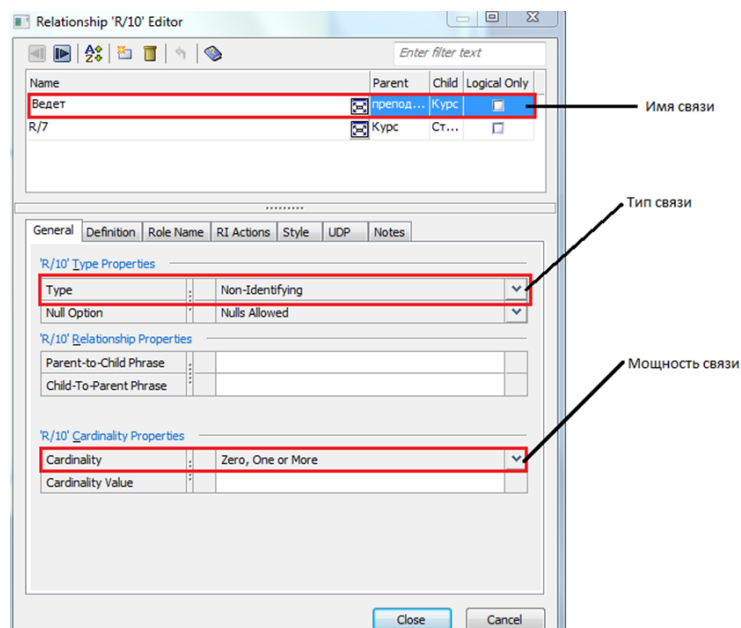 Relationship 'R/10' Editor
Enter filter text
Name Parent Child Logical Only
Ведет препод... Курс
Имя связи
R/7 Курс Ст...
Тип связи
General Definition Role Name RI Actions Style UDP Notes
'R/10' Type Properties
Type Non-Identifying
Null Option Nulls Allowed
'R/10' Relationship Properties
Parent-to-Child Phrase
Мощность связи
Child-To-Parent Phrase
'R/10' Cardinality Properties
Cardinality Zero, One or More
Cardinality Value
Close Cancel